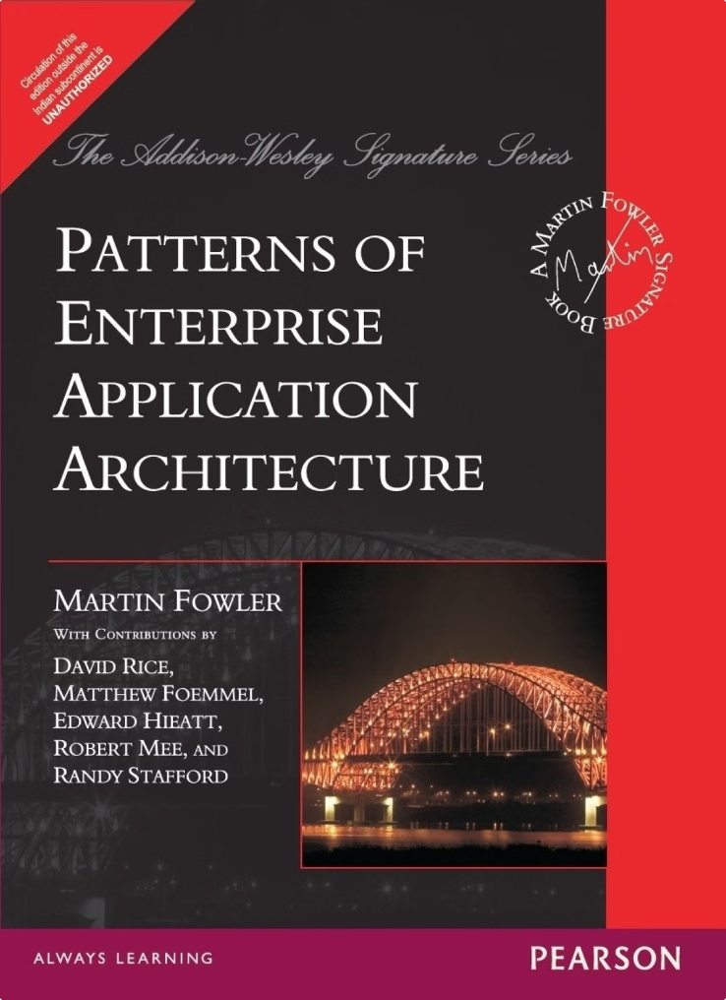 Circulation of this
edition outside the
Indian subcontinent is
UNAUTHORIZED
The Addison-Wesley Signature Series
A MARTIN FOWLER SIGNATURE BOOK
Martin
PATTERNS OF
ENTERPRISE
APPLICATION
ARCHITECTURE
MARTIN FOWLER
WITH CONTRIBUTIONS BY
DAVID RICE,
MATTHEW FOEMMEL,
EDWARD HIEATT,
ROBERT MEE, AND
RANDY STAFFORD
ALWAYS LEARNING
PEARSON